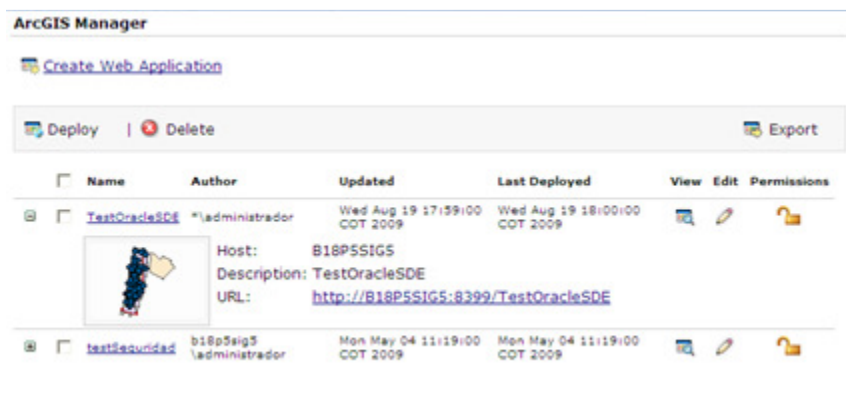 ArcGIS Manager
Create Web Application
Deploy | Delete Export
Name Author Updated Last Deployed View Edit Permissions
TestOracleSDE *\administrador Wed Aug 19 17:59:00 Wed Aug 19 18:00:00
COT 2009 COT 2009
Host: B18P5SIG5
Description: TestOracleSDE
URL: http://B18P5SIG5:8399/TestOracleSDE
testSeguridad b18p5sig5 Mon May 04 11:19:00 Mon May 04 11:19:00
\administrador COT 2009 COT 2009